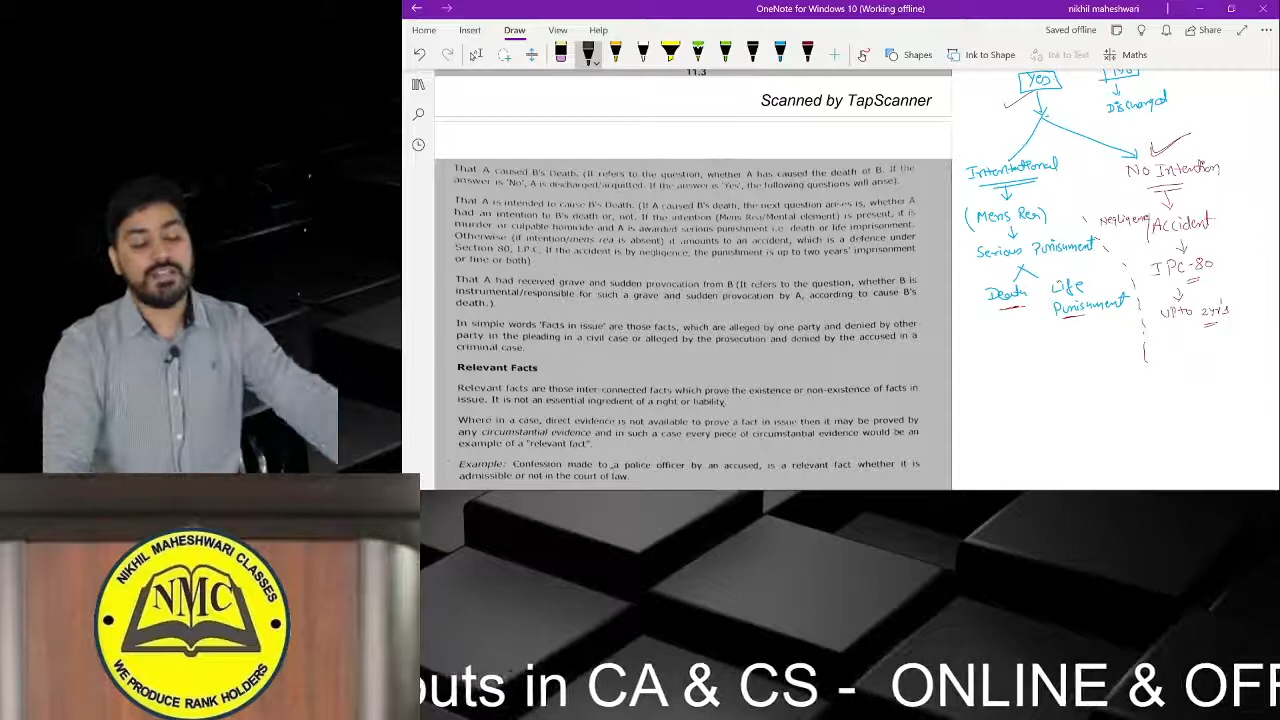 OneNote for Windows 10 (Working offline)
nikhil maheshwari
Home
Draw
View
Help
Saved offline
Share
Shapes
Ink to Shape
Ink to Text
Maths
11.3
Scanned by TapScanner
That A caused B's Death. (It refers to the question, whether A has caused the death of B. If the
answer is 'No', A is discharged/acquitted. If the answer is 'Yes', the following questions will arise).
That A is intended to cause B's Death. (If A caused B's death, the next question arises is, whether A
had an intention to B's death or, not. If the intention (Mens Rea/Mental element) is present, it is
murder or culpable homicide and A is awarded serious punishment i.e. death or life imprisonment.
Otherwise (if intention/mens rea is absent) it amounts to an accident, which is a defence under
Section 80, I.P.C. If the accident is by negligence, the punishment is up to two years' imprisonment
or fine or both).
That A had received grave and sudden provocation from B (It refers to the question, whether B is
instrumental/responsible for such a grave and sudden provocation by A, according to cause B's
death.).
In simple words 'Facts in issue' are those facts, which are alleged by one party and denied by other
party in the pleading in a civil case or alleged by the prosecution and denied by the accused in a
criminal case.
Relevant Facts
Relevant facts are those inter-connected facts which prove the existence or non-existence of facts in
issue. It is not an essential ingredient of a right or liability.
Where in a case, direct evidence is not available to prove a fact in issue then it may be proved by
any circumstantial evidence and in such a case every piece of circumstantial evidence would be an
example of a "relevant fact".
Example: Confession made to a police officer by an accused, is a relevant fact whether it is
admissible or not in the court of law.
Yes
No
Discharged
Intentional
No Intention
(Mens Rea)
Negligence
Accident
Serious Punishment
IPC-80
Death
Life
Punishment
upto 2yr's
NIKHIL MAHESHWARI CLASSES
NMC
WE PRODUCE RANK HOLDERS
outs in CA & CS - ONLINE & OFF